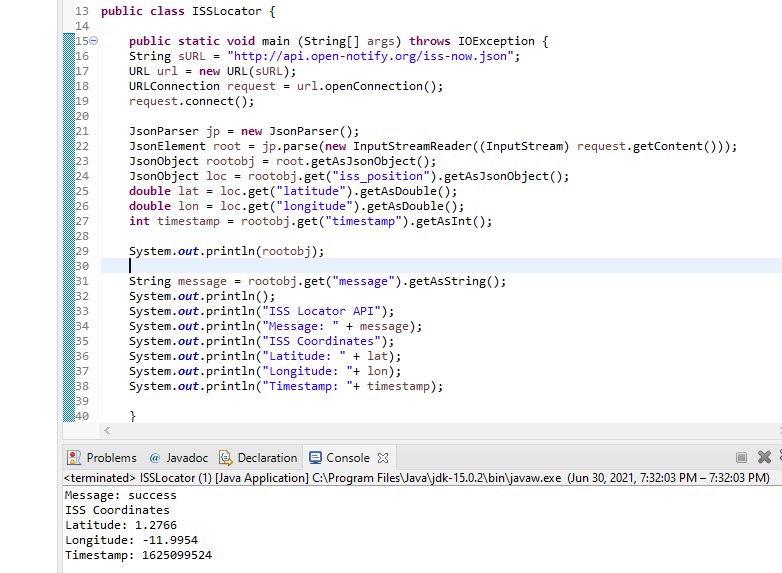 13 public class ISSLocator {
14
15 public static void main (String[] args) throws IOException {
16 String sURL = "http://api.open-notify.org/iss-now.json";
17 URL url = new URL(sURL);
18 URLConnection request = url.openConnection();
19 request.connect();
20
21 JsonParser jp = new JsonParser();
22 JsonElement root = jp.parse(new InputStreamReader((InputStream) request.getContent()));
23 JsonObject rootobj = root.getAsJsonObject();
24 JsonObject loc = rootobj.get("iss_position").getAsJsonObject();
25 double lat = loc.get("latitude").getAsDouble();
26 double lon = loc.get("longitude").getAsDouble();
27 int timestamp = rootobj.get("timestamp").getAsInt();
28
29 System.out.println(rootobj);
30
31 String message = rootobj.get("message").getAsString();
32 System.out.println();
33 System.out.println("ISS Locator API");
34 System.out.println("Message: " + message);
35 System.out.println("ISS Coordinates");
36 System.out.println("Latitude: " + lat);
37 System.out.println("Longitude: "+ lon);
38 System.out.println("Timestamp: "+ timestamp);
39
40 }
Problems @ Javadoc Declaration Console
<terminated> ISSLocator (1) [Java Application] C:\Program Files\Java\jdk-15.0.2\bin\javaw.exe (Jun 30, 2021, 7:32:03 PM – 7:32:03 PM)
Message: success
ISS Coordinates
Latitude: 1.2766
Longitude: -11.9954
Timestamp: 1625099524